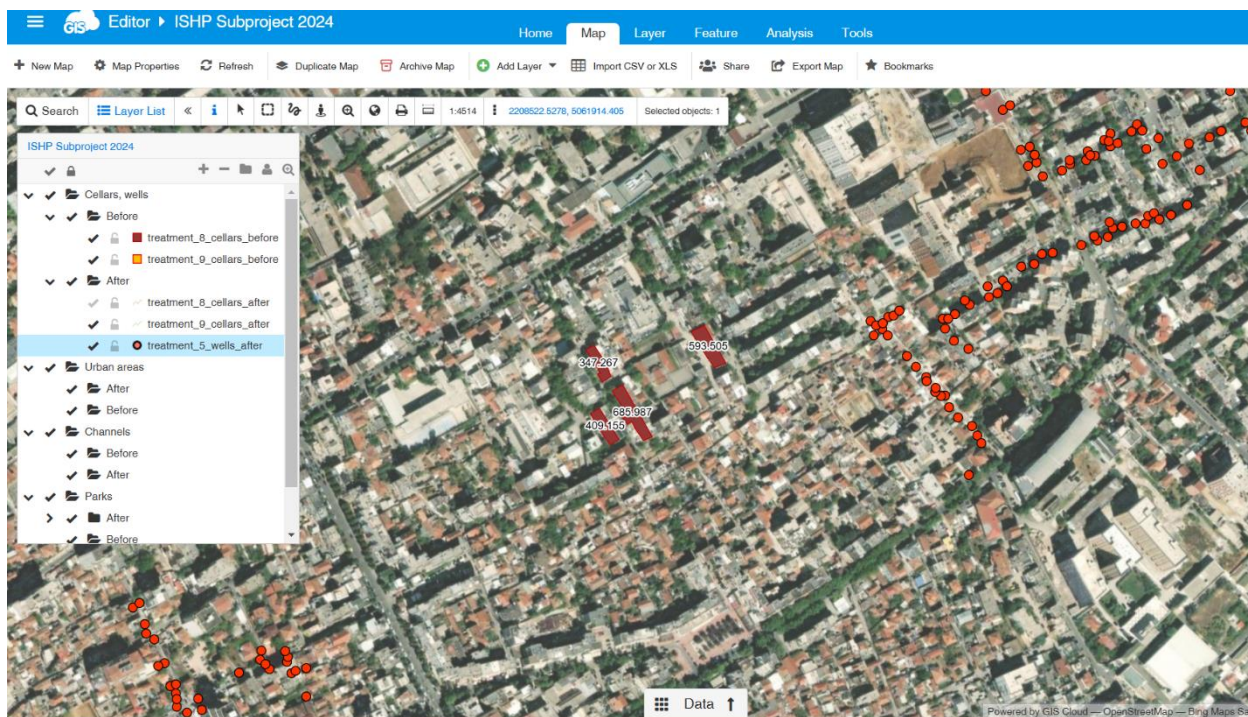 GIS Editor ▸ ISHP Subproject 2024
Home Map Layer Feature Analysis Tools
New Map Map Properties Refresh Duplicate Map Archive Map Add Layer Import CSV or XLS Share Export Map Bookmarks
Search Layer List « i 1:4514 2208522.5278, 5061914.405 Selected objects: 1
ISHP Subproject 2024
Cellars, wells
Before
treatment_8_cellars_before
treatment_9_cellars_before
After
treatment_8_cellars_after
treatment_9_cellars_after
treatment_5_wells_after
Urban areas
After
Before
Channels
Before
After
Parks
After
Before
593.505
347.267
685.987
409.155
Data
Powered by GIS Cloud — OpenStreetMap — Bing Maps Sa